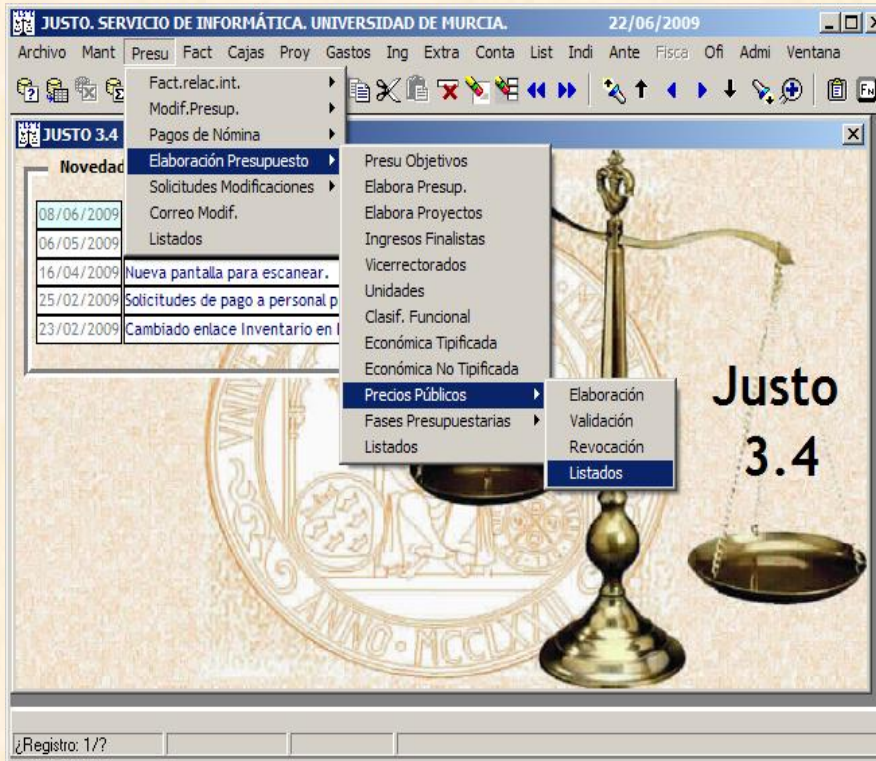 JUSTO. SERVICIO DE INFORMÁTICA. UNIVERSIDAD DE MURCIA. 22/06/2009
Archivo Mant Presu Fact Cajas Proy Gastos Ing Extra Conta List Indi Ante Fisca Ofi Admi Ventana
JUSTO 3.4
Fact.relac.int.
Modif.Presup.
Pagos de Nómina
Elaboración Presupuesto
Solicitudes Modificaciones
Correo Modif.
Listados
Presu Objetivos
Elabora Presup.
Elabora Proyectos
Ingresos Finalistas
Vicerrectorados
Unidades
Clasif. Funcional
Económica Tipificada
Económica No Tipificada
Precios Públicos
Fases Presupuestarias
Listados
Elaboración
Validación
Revocación
Listados
08/06/2009
06/05/2009
16/04/2009 Nueva pantalla para escanear.
25/02/2009 Solicitudes de pago a personal p
23/02/2009 Cambiado enlace Inventario en
Justo
3.4
ANNO · MCCLXXII
¿Registro: 1/?